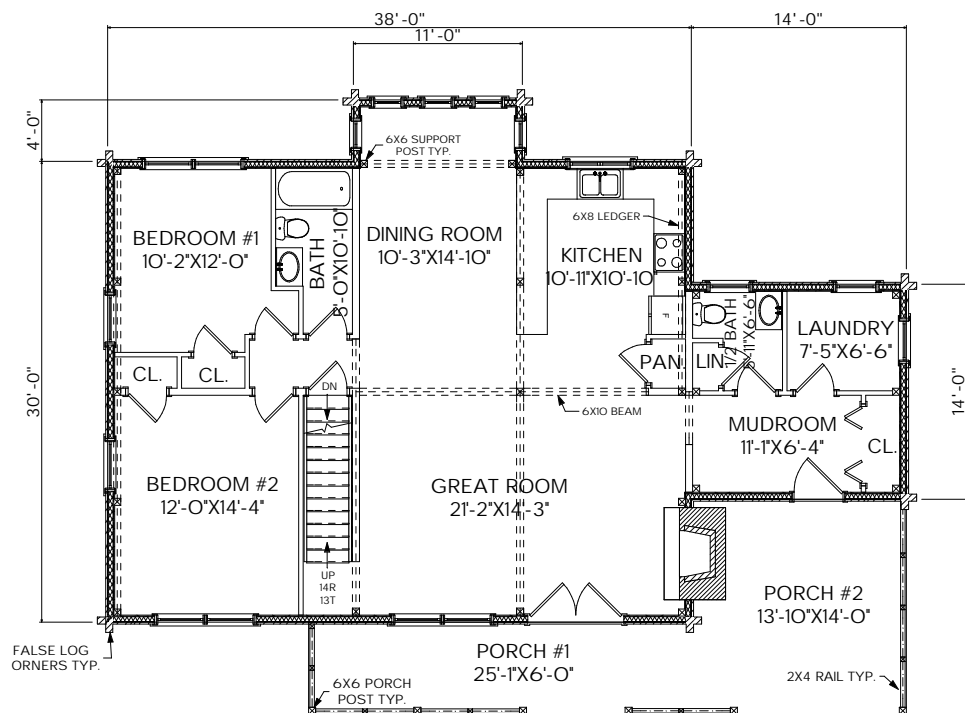 38'-0"
14'-0"
11'-0"
4'-0"
6X6 SUPPORT
POST TYP.
6X8 LEDGER
BEDROOM #1
10'-2"X12'-0"
BATH
5'-0"X10'-10"
DINING ROOM
10'-3"X14'-10"
KITCHEN
10'-11"X10'-10"
F
1/2 BATH
LAUNDRY
7'-5"X6'-6"
30'-0"
CL.
CL.
PAN.
LIN.
DN
6X10 BEAM
MUDROOM
11'-1"X6'-4"
CL.
14'-0"
BEDROOM #2
12'-0"X14'-4"
GREAT ROOM
21'-2"X14'-3"
UP
14R
13T
PORCH #2
13'-10"X14'-0"
FALSE LOG
ORNERS TYP.
PORCH #1
25'-1"X6'-0"
6X6 PORCH
POST TYP.
2X4 RAIL TYP.